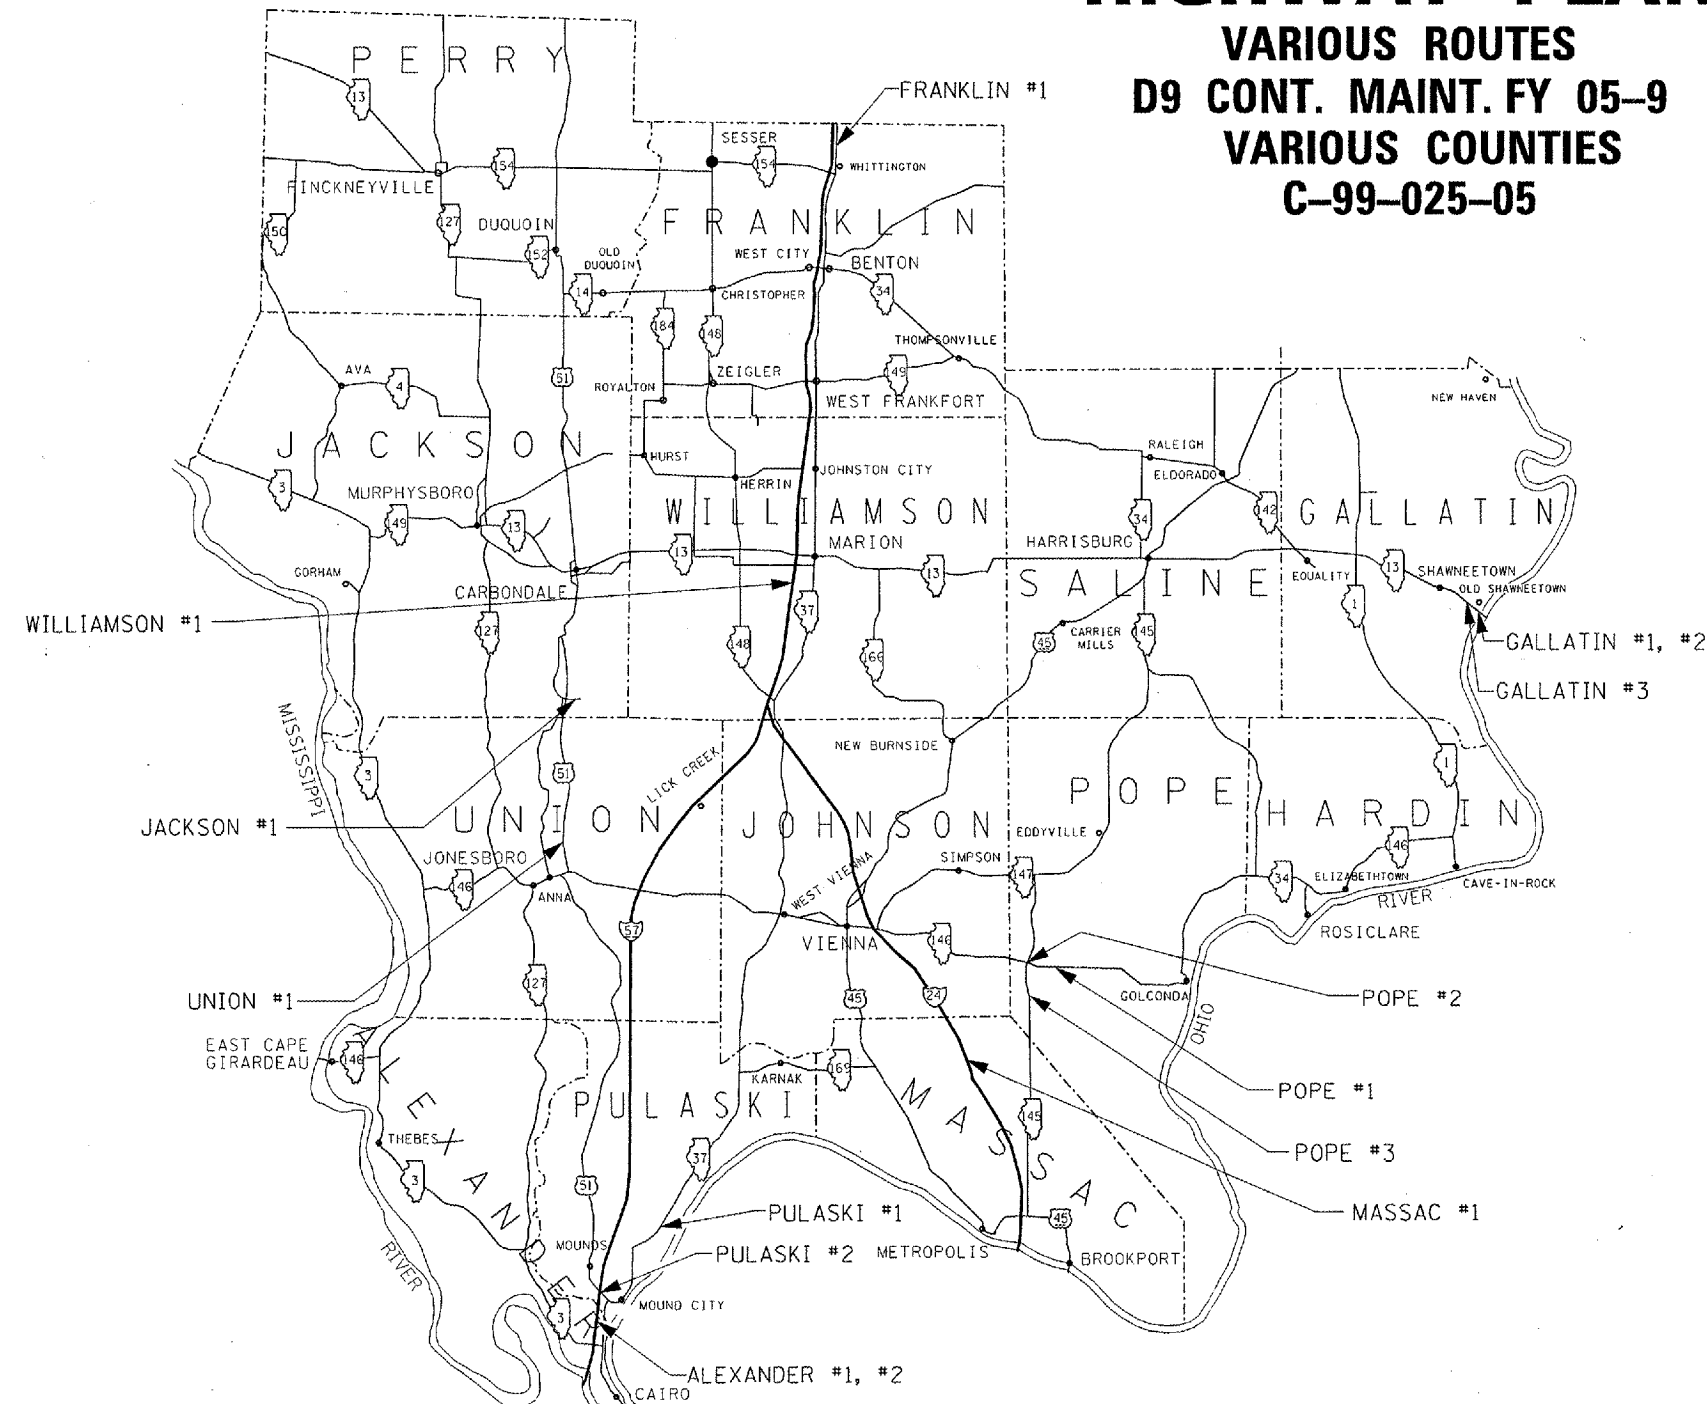 HIGHWAY PLAN
VARIOUS ROUTES
D9 CONT. MAINT. FY 05–9
VARIOUS COUNTIES
C–99–025–05
PERRY
FRANKLIN #1
13
SESSER
154
154
WHITTINGTON
PINCKNEYVILLE
127
DUQUOIN
FRANKLIN
150
152
OLD
DUQUOIN
WEST CITY
BENTON
14
CHRISTOPHER
34
184
148
THOMPSONVILLE
AVA
4
51
ROYALTON
ZEIGLER
149
WEST FRANKFORT
NEW HAVEN
JACKSON
HURST
JOHNSTON CITY
RALEIGH
ELDORADO
3
MURPHYSBORO
HERRIN
149
13
WILLIAMSON
34
142
GALLATIN
MARION
HARRISBURG
13
13
13
GORHAM
CARBONDALE
SALINE
EQUALITY
SHAWNEETOWN
OLD SHAWNEETOWN
WILLIAMSON #1
127
37
148
166
45
CARRIER
MILLS
145
1
GALLATIN #1, #2
GALLATIN #3
MISSISSIPPI
NEW BURNSIDE
3
51
LICK CREEK
1
POPE
HARDIN
JACKSON #1
UNION
JOHNSON
EDDYVILLE
JONESBORO
146
ANNA
WEST VIENNA
SIMPSON
147
34
146
ELIZABETHTOWN
CAVE-IN-ROCK
RIVER
ROSICLARE
57
VIENNA
146
127
45
24
GOLCONDA
POPE #2
UNION #1
OHIO
EAST CAPE
GIRARDEAU
146
KARNAK
169
POPE #1
PULASKI
MASSAC
145
THEBES
POPE #3
3
ALEXANDER
37
51
PULASKI #1
45
MASSAC #1
RIVER
MOUNDS
PULASKI #2
METROPOLIS
BROOKPORT
MOUND CITY
3
ALEXANDER #1, #2
CAIRO